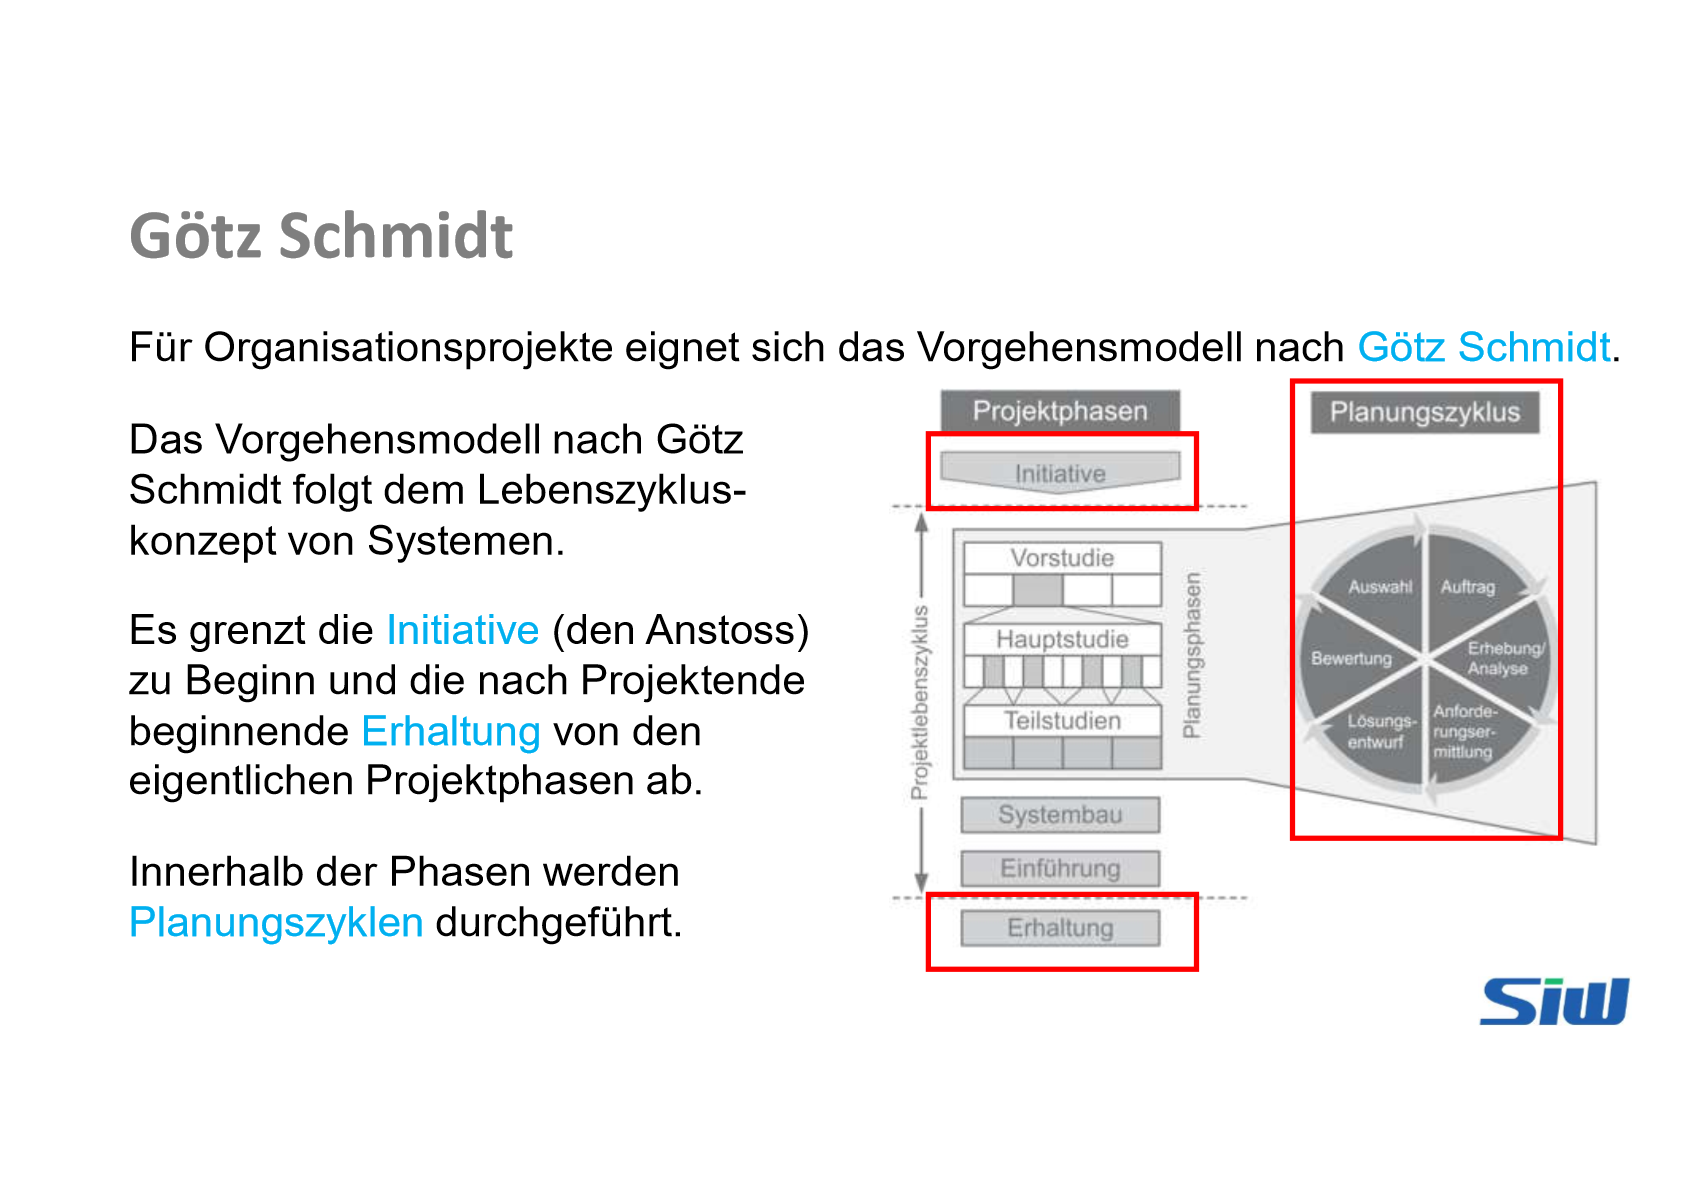 Götz Schmidt
Für Organisationsprojekte eignet sich das Vorgehensmodell nach Götz Schmidt.
Das Vorgehensmodell nach Götz
Schmidt folgt dem Lebenszyklus-
konzept von Systemen.
Es grenzt die Initiative (den Anstoss)
zu Beginn und die nach Projektende
beginnende Erhaltung von den
eigentlichen Projektphasen ab.
Innerhalb der Phasen werden
Planungszyklen durchgeführt.
Projektphasen
Initiative
Projektlebenszyklus
Vorstudie
Hauptstudie
Teilstudien
Planungsphasen
Systembau
Einführung
Erhaltung
Planungszyklus
Auftrag
Erhebung/
Analyse
Anforde-
rungser-
mittlung
Lösungs-
entwurf
Bewertung
Auswahl
Siw